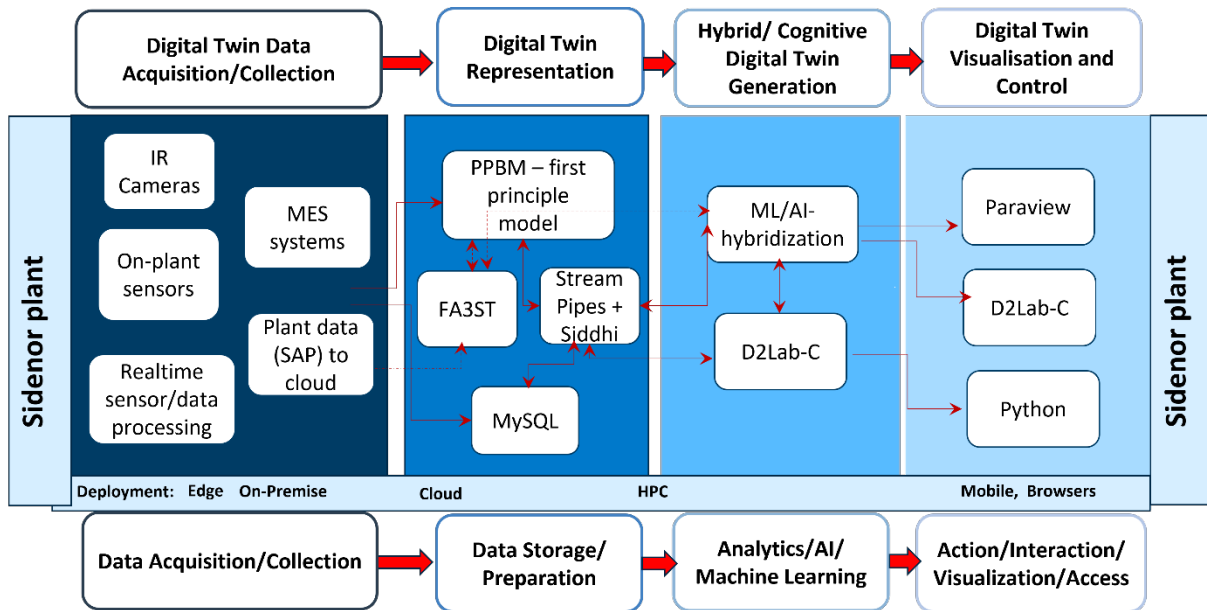 Digital Twin Data
Acquisition/Collection
Digital Twin
Representation
Hybrid/ Cognitive
Digital Twin
Generation
Digital Twin
Visualisation and
Control
Sidenor plant
IR
Cameras
MES
systems
On-plant
sensors
Plant data
(SAP) to
cloud
Realtime
sensor/data
processing
PPBM – first
principle
model
FA3ST
Stream
Pipes +
Siddhi
MySQL
ML/AI-
hybridization
D2Lab-C
Paraview
D2Lab-C
Python
Sidenor plant
Deployment: Edge On-Premise Cloud HPC Mobile, Browsers
Data Acquisition/Collection
Data Storage/
Preparation
Analytics/AI/
Machine Learning
Action/Interaction/
Visualization/Access